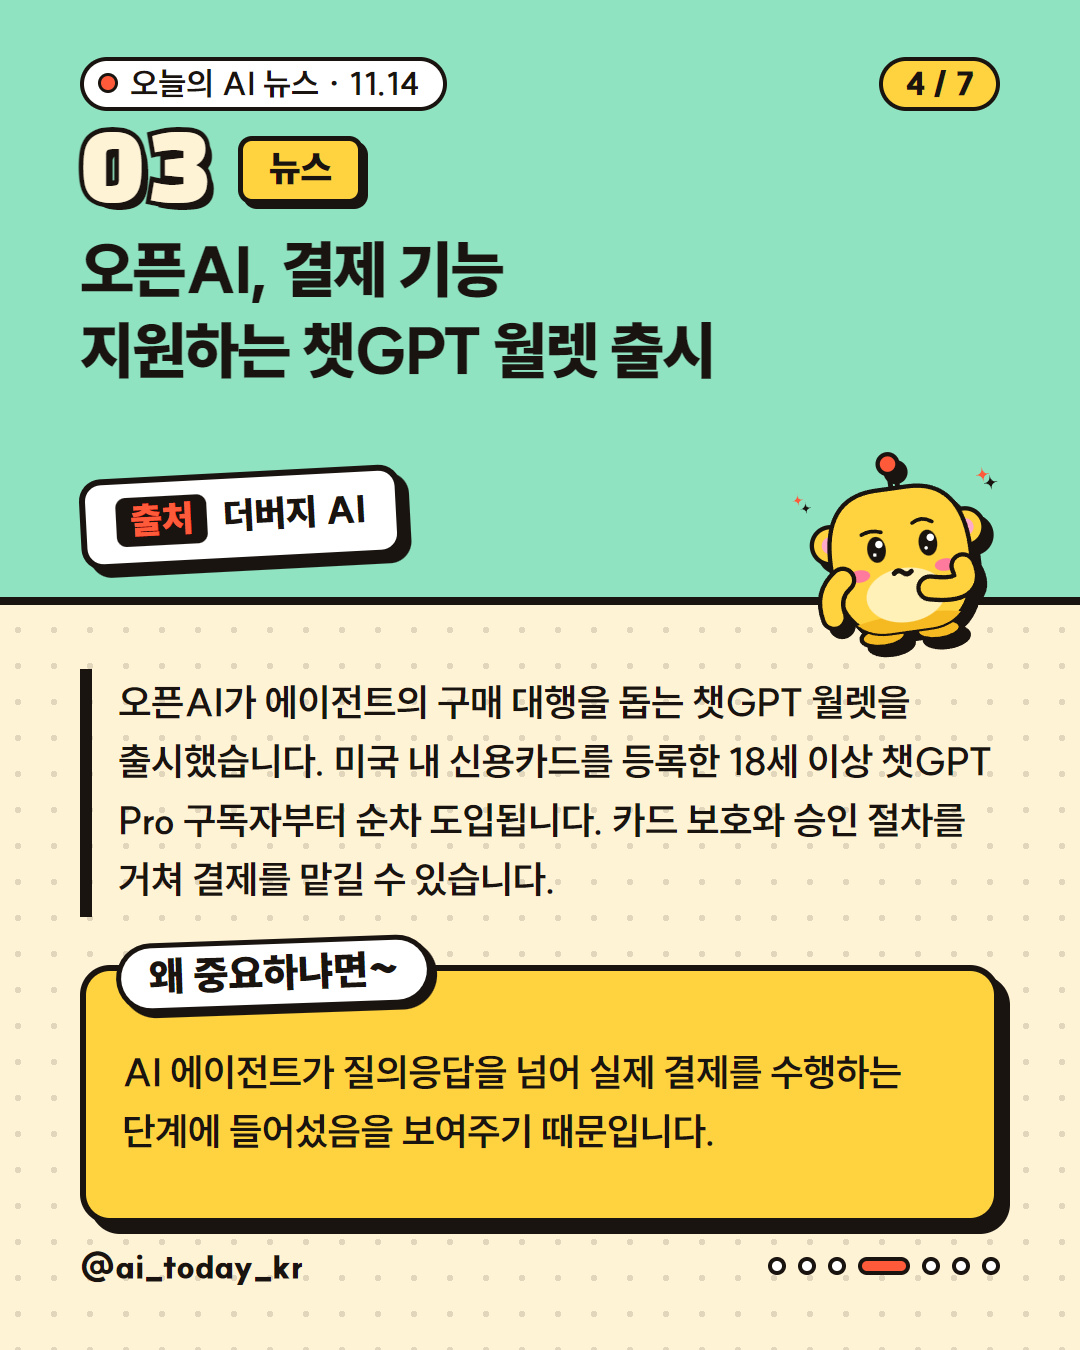 오늘의 AI 뉴스 · 11.14
4 / 7
03
뉴스
오픈AI, 결제 기능
지원하는 챗GPT 월렛 출시
출처 더버지 AI
오픈AI가 에이전트의 구매 대행을 돕는 챗GPT 월렛을
출시했습니다. 미국 내 신용카드를 등록한 18세 이상 챗GPT
Pro 구독자부터 순차 도입됩니다. 카드 보호와 승인 절차를
거쳐 결제를 맡길 수 있습니다.
왜 중요하냐면~
AI 에이전트가 질의응답을 넘어 실제 결제를 수행하는
단계에 들어섰음을 보여주기 때문입니다.
@ai_today_kr